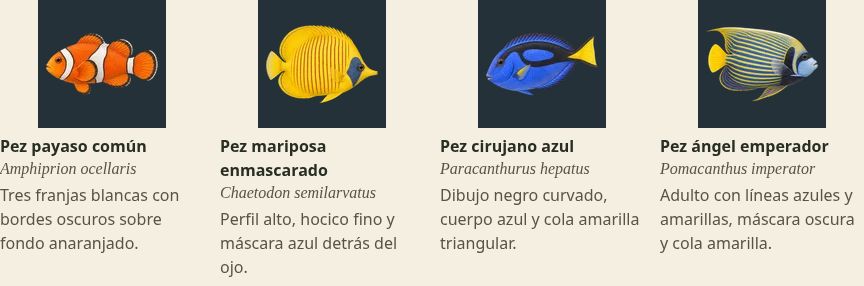 Pez payaso común
Amphiprion ocellaris
Tres franjas blancas con
bordes oscuros sobre
fondo anaranjado.
Pez mariposa
enmascarado
Chaetodon semilarvatus
Perfil alto, hocico fino y
máscara azul detrás del
ojo.
Pez cirujano azul
Paracanthurus hepatus
Dibujo negro curvado,
cuerpo azul y cola amarilla
triangular.
Pez ángel emperador
Pomacanthus imperator
Adulto con líneas azules y
amarillas, máscara oscura
y cola amarilla.